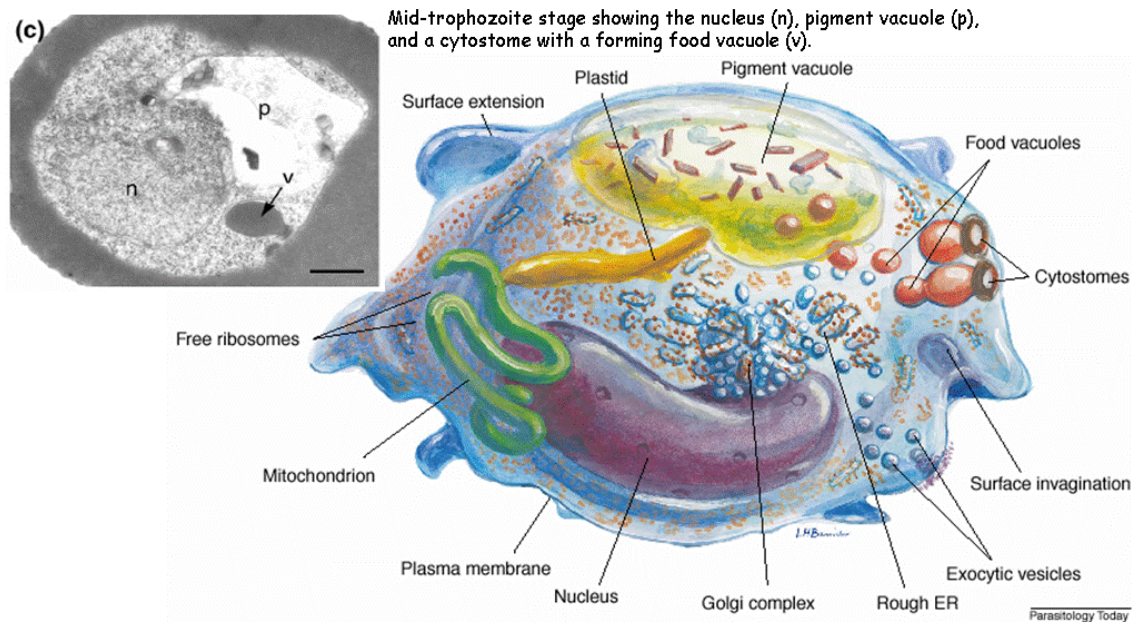 (c)
Mid-trophozoite stage showing the nucleus (n), pigment vacuole (p),
and a cytostome with a forming food vacuole (v).
p
n
v
Surface extension
Plastid
Pigment vacuole
Food vacuoles
Cytostomes
Free ribosomes
Mitochondrion
Surface invagination
Plasma membrane
Nucleus
Golgi complex
Rough ER
Exocytic vesicles
L.H.Bannister
Parasitology Today